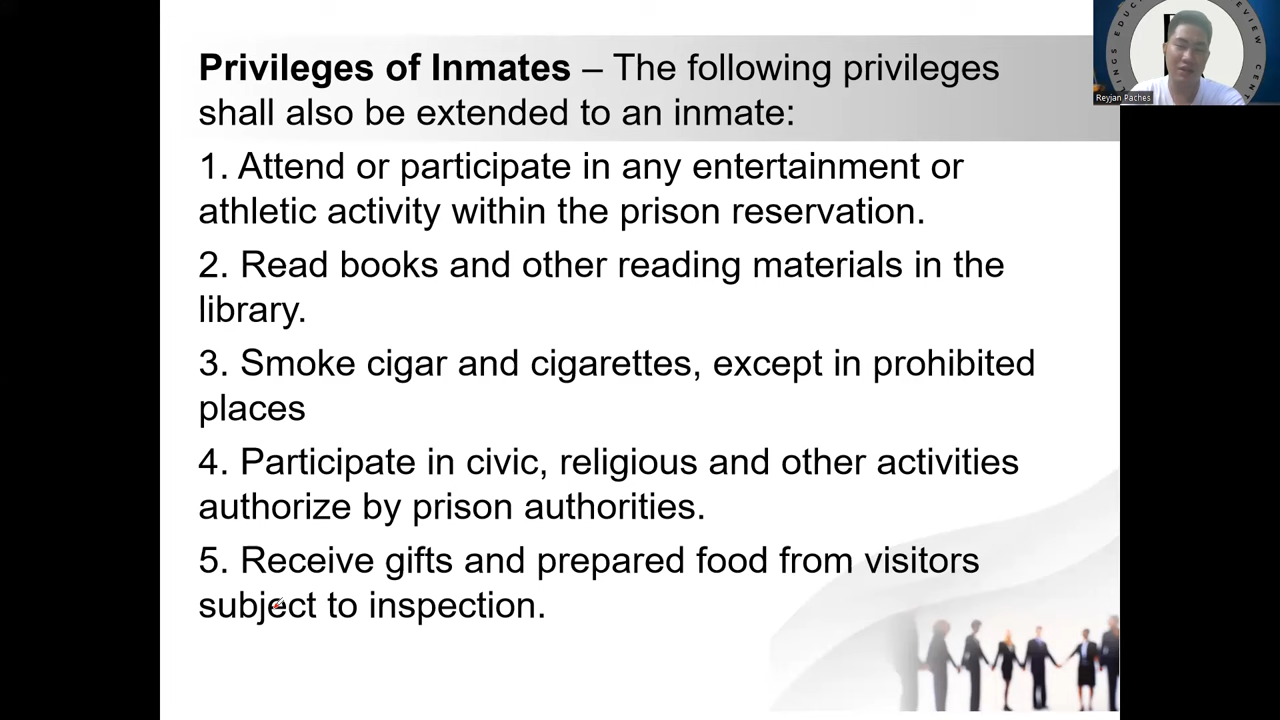 Privileges of Inmates – The following privileges
shall also be extended to an inmate:
1. Attend or participate in any entertainment or
athletic activity within the prison reservation.
2. Read books and other reading materials in the
library.
3. Smoke cigar and cigarettes, except in prohibited
places
4. Participate in civic, religious and other activities
authorize by prison authorities.
5. Receive gifts and prepared food from visitors
subject to inspection.
Reyjan Paches